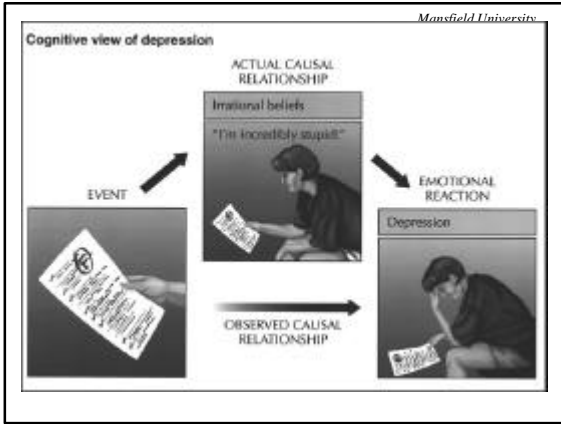 Mansfield University
Cognitive view of depression
ACTUAL CAUSAL
RELATIONSHIP
Irrational beliefs
"I'm incredibly stupid!"
EVENT
EMOTIONAL
REACTION
Depression
OBSERVED CAUSAL
RELATIONSHIP